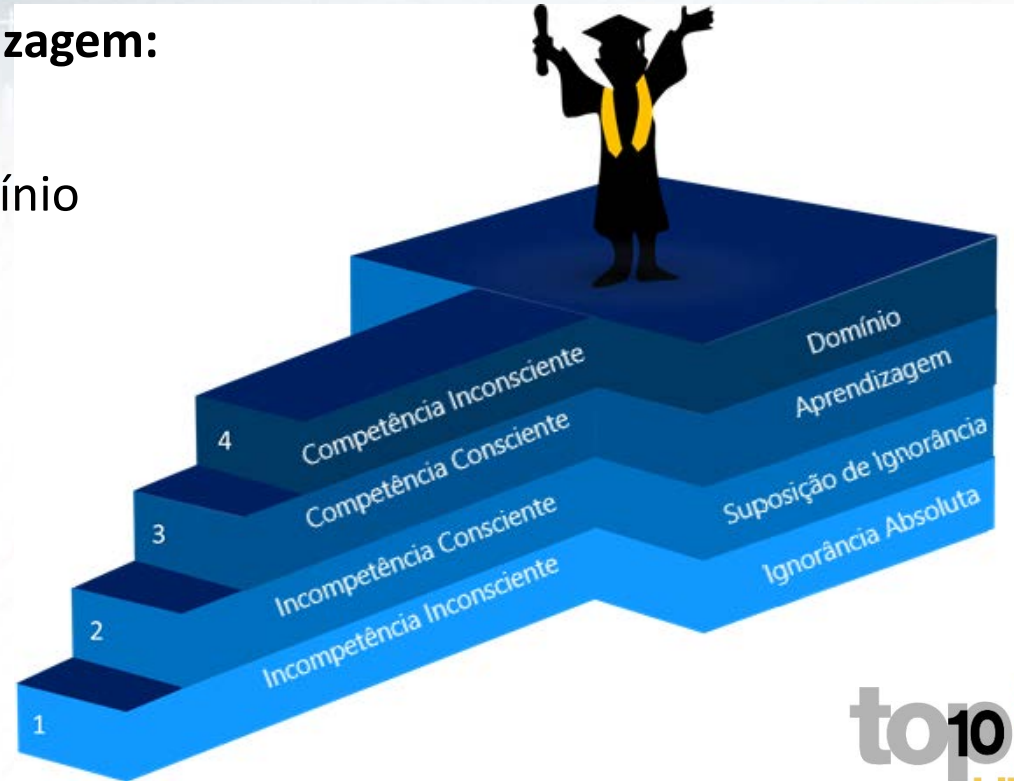 zagem:
ínio
4
Competência Inconsciente
Domínio
3
Competência Consciente
Aprendizagem
2
Incompetência Consciente
Suposição de Ignorância
1
Incompetência Inconsciente
Ignorância Absoluta
top10